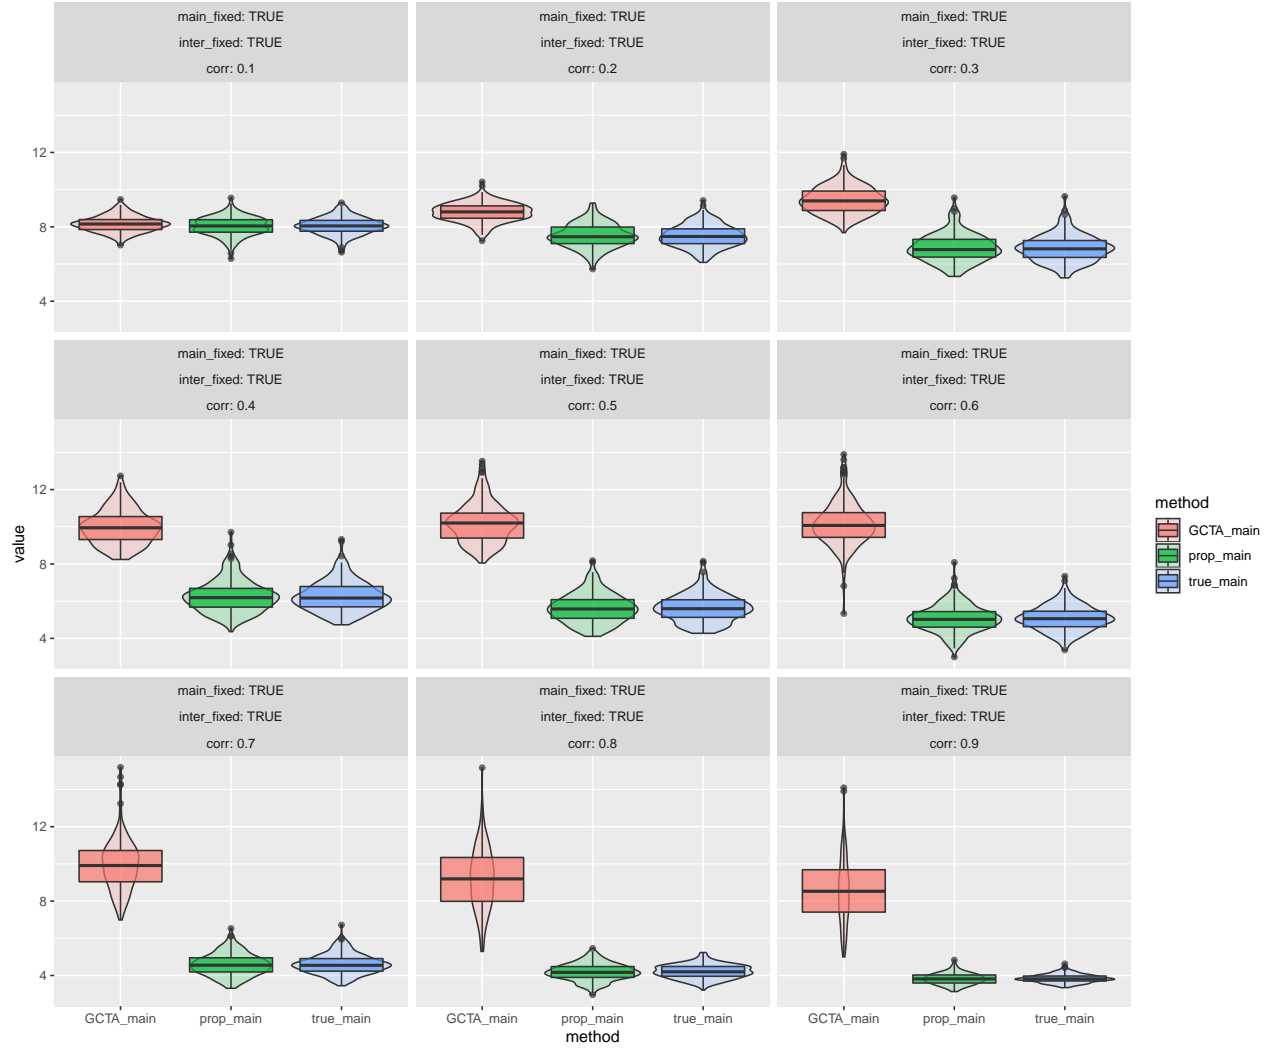 main_fixed: TRUE
inter_fixed: TRUE
corr: 0.1
main_fixed: TRUE
inter_fixed: TRUE
corr: 0.2
main_fixed: TRUE
inter_fixed: TRUE
corr: 0.3
12
8
4
main_fixed: TRUE
inter_fixed: TRUE
corr: 0.4
main_fixed: TRUE
inter_fixed: TRUE
corr: 0.5
main_fixed: TRUE
inter_fixed: TRUE
corr: 0.6
12
8
4
value
main_fixed: TRUE
inter_fixed: TRUE
corr: 0.7
main_fixed: TRUE
inter_fixed: TRUE
corr: 0.8
main_fixed: TRUE
inter_fixed: TRUE
corr: 0.9
12
8
4
GCTA_main prop_main true_main
GCTA_main prop_main true_main
GCTA_main prop_main true_main
method
method
GCTA_main
prop_main
true_main